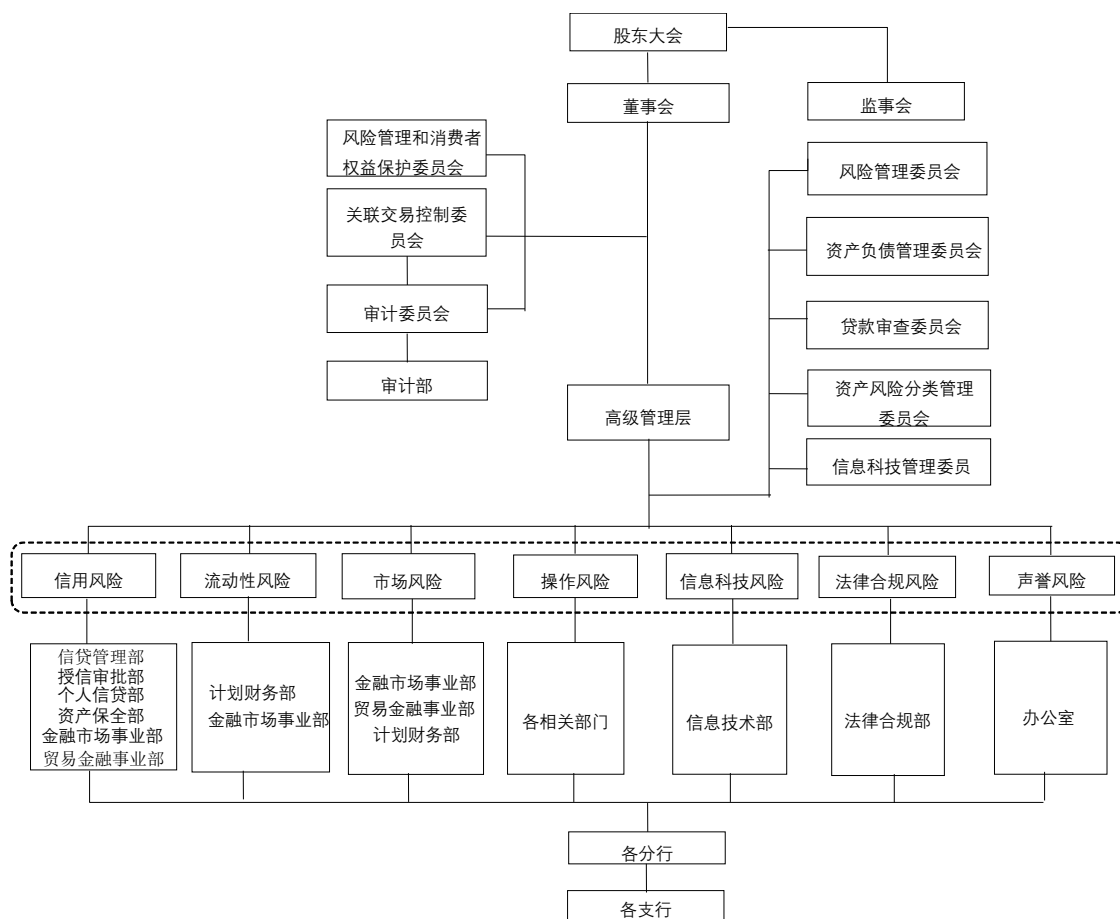 股东大会
董事会
监事会
风险管理和消费者
权益保护委员会
风险管理委员会
关联交易控制委
员会
资产负债管理委员会
审计委员会
贷款审查委员会
审计部
资产风险分类管理
委员会
高级管理层
信息科技管理委员
信用风险
流动性风险
市场风险
操作风险
信息科技风险
法律合规风险
声誉风险
信贷管理部
授信审批部
个人信贷部
资产保全部
金融市场事业部
贸易金融事业部
计划财务部
金融市场事业部
金融市场事业部
贸易金融事业部
计划财务部
各相关部门
信息技术部
法律合规部
办公室
各分行
各支行